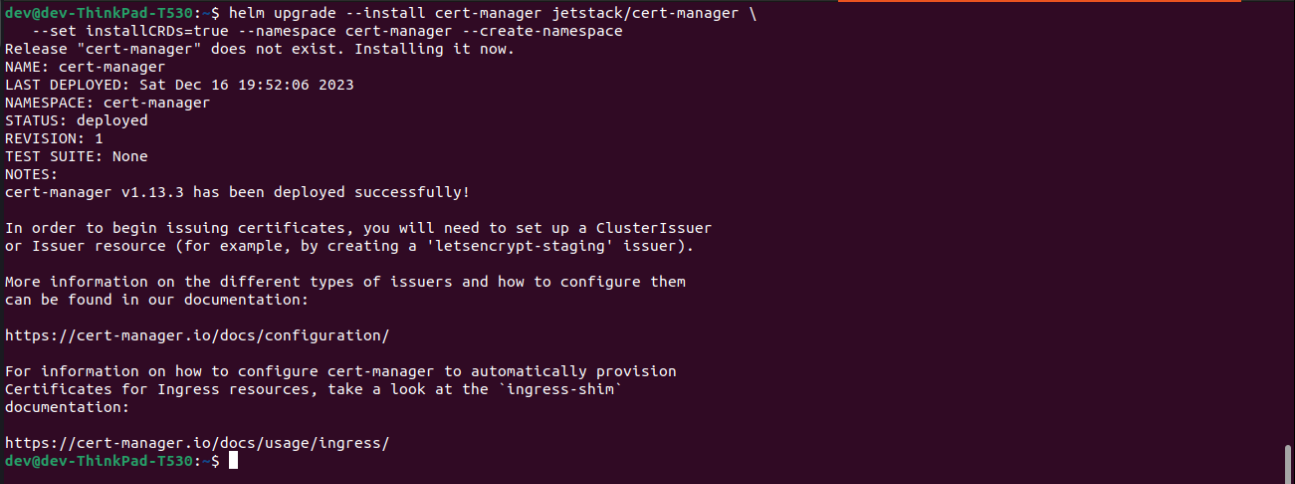 dev@dev-ThinkPad-T530:~$ helm upgrade --install cert-manager jetstack/cert-manager \
   --set installCRDs=true --namespace cert-manager --create-namespace
Release "cert-manager" does not exist. Installing it now.
NAME: cert-manager
LAST DEPLOYED: Sat Dec 16 19:52:06 2023
NAMESPACE: cert-manager
STATUS: deployed
REVISION: 1
TEST SUITE: None
NOTES:
cert-manager v1.13.3 has been deployed successfully!

In order to begin issuing certificates, you will need to set up a ClusterIssuer
or Issuer resource (for example, by creating a 'letsencrypt-staging' issuer).

More information on the different types of issuers and how to configure them
can be found in our documentation:

https://cert-manager.io/docs/configuration/

For information on how to configure cert-manager to automatically provision
Certificates for Ingress resources, take a look at the `ingress-shim`
documentation:

https://cert-manager.io/docs/usage/ingress/
dev@dev-ThinkPad-T530:~$